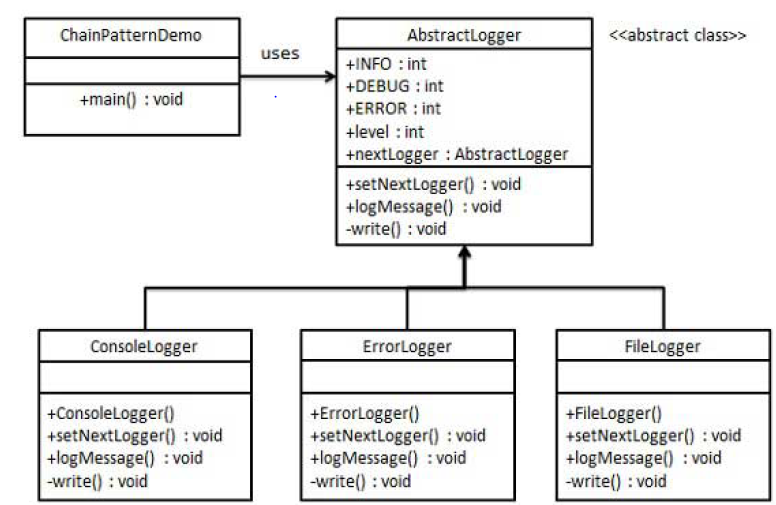 ChainPatternDemo
+main() : void
uses
AbstractLogger
<<abstract class>>
+INFO : int
+DEBUG : int
+ERROR : int
+level : int
+nextLogger : AbstractLogger
+setNextLogger() : void
+logMessage() : void
-write() : void
ConsoleLogger
+ConsoleLogger()
+setNextLogger() : void
+logMessage() : void
-write() : void
ErrorLogger
+ErrorLogger()
+setNextLogger() : void
+logMessage() : void
-write() : void
FileLogger
+FileLogger()
+setNextLogger() : void
+logMessage() : void
-write() : void